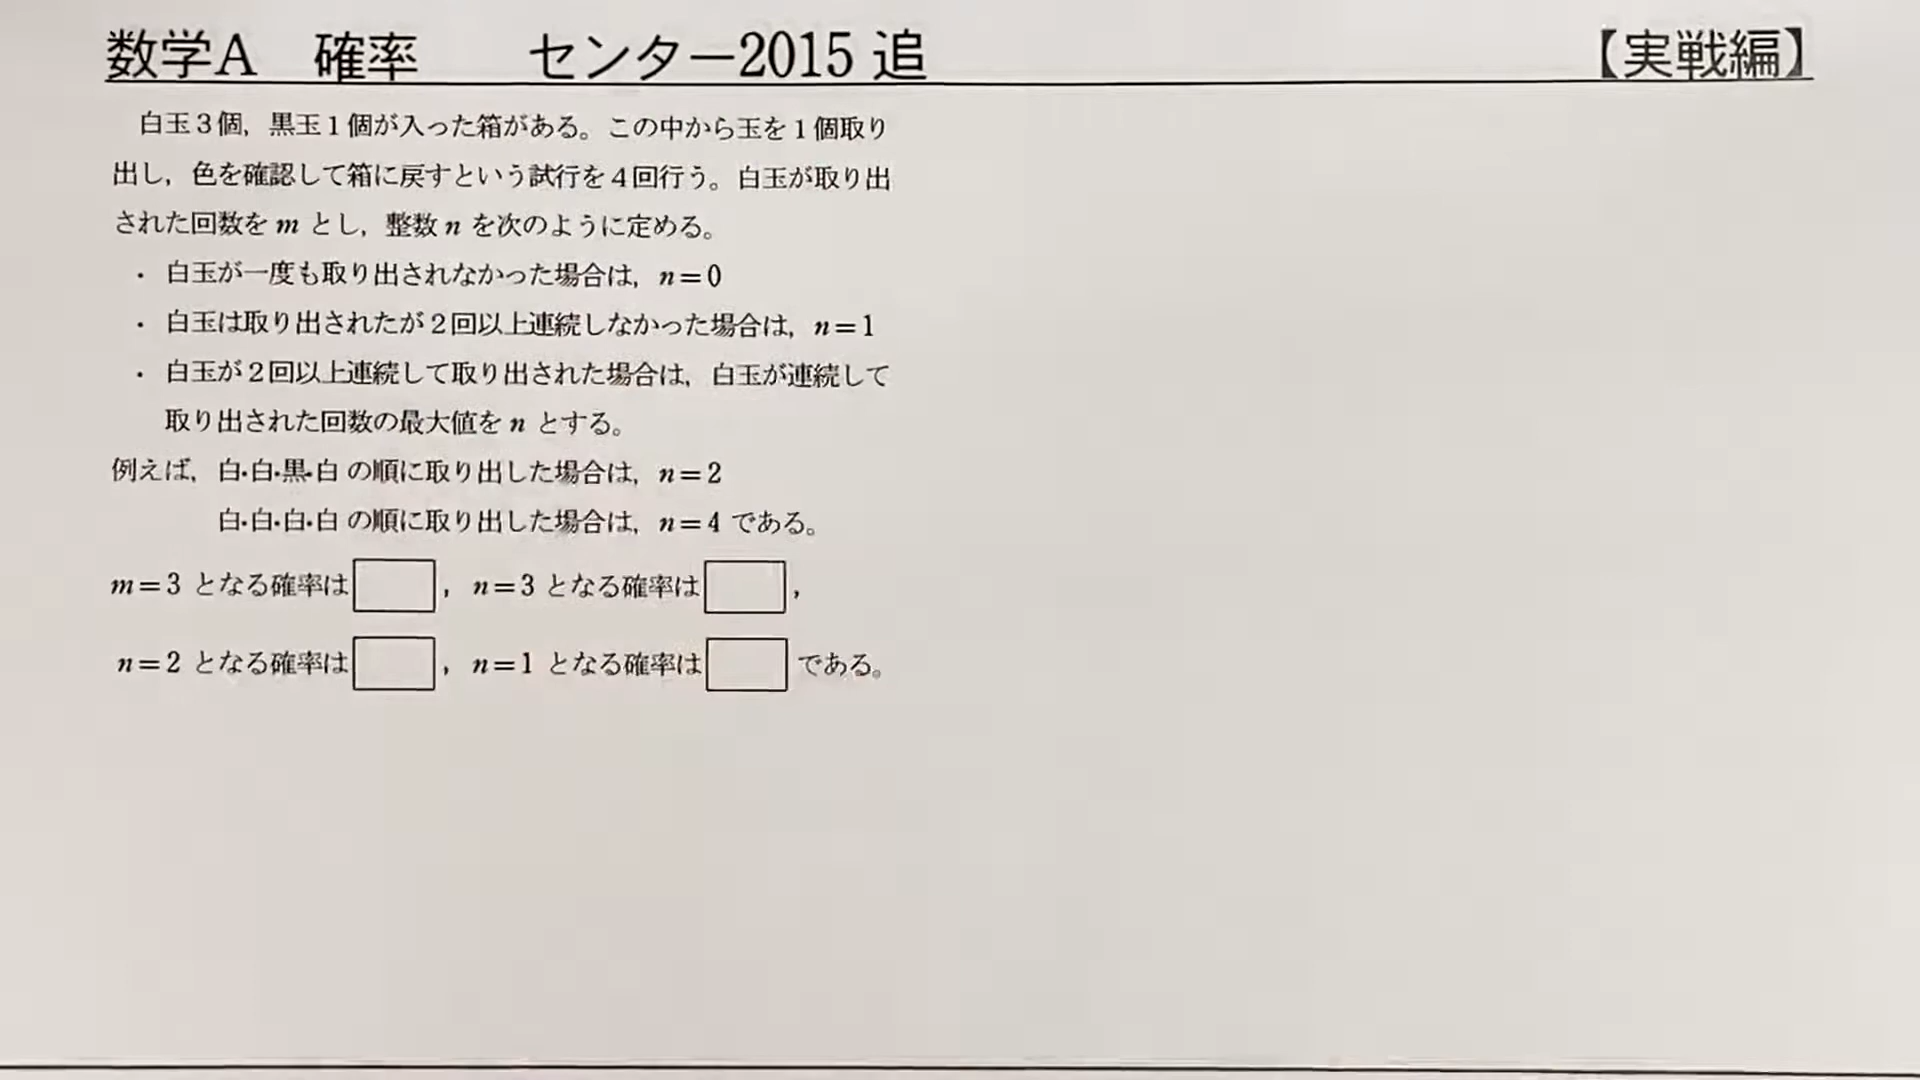 数学A 確率 センター2015 追 【実戦編】
白玉3個，黒玉1個が入った箱がある。この中から玉を1個取り
出し，色を確認して箱に戻すという試行を4回行う。白玉が取り出
された回数を m とし，整数 n を次のように定める。
・ 白玉が一度も取り出されなかった場合は，n＝0
・ 白玉は取り出されたが2回以上連続しなかった場合は，n＝1
・ 白玉が2回以上連続して取り出された場合は，白玉が連続して
取り出された回数の最大値を n とする。
例えば，白・白・黒・白 の順に取り出した場合は，n＝2
白・白・白・白 の順に取り出した場合は，n＝4 である。
m＝3 となる確率は ，n＝3 となる確率は ，
n＝2 となる確率は ，n＝1 となる確率は である。